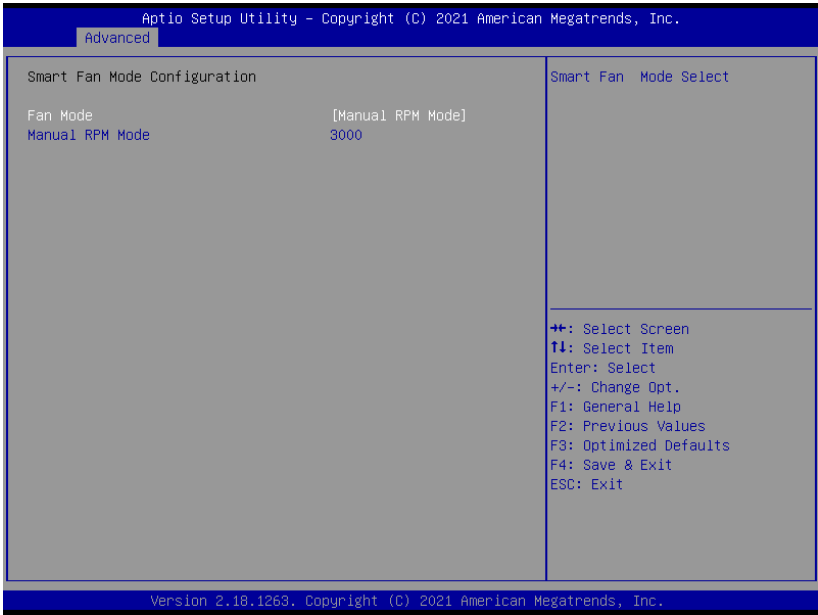 Aptio Setup Utility – Copyright (C) 2021 American Megatrends, Inc.
Advanced
Smart Fan Mode Configuration
Fan Mode [Manual RPM Mode]
Manual RPM Mode 3000
Smart Fan Mode Select
→←: Select Screen
↑↓: Select Item
Enter: Select
+/-: Change Opt.
F1: General Help
F2: Previous Values
F3: Optimized Defaults
F4: Save & Exit
ESC: Exit
Version 2.18.1263. Copyright (C) 2021 American Megatrends, Inc.